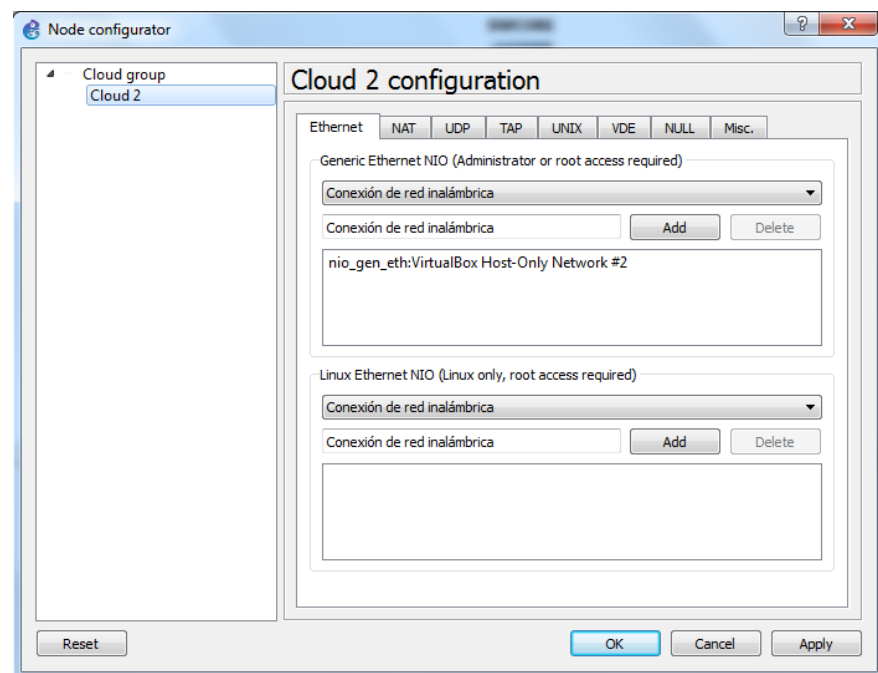 Node configurator
Cloud group
Cloud 2
Cloud 2 configuration
Ethernet NAT UDP TAP UNIX VDE NULL Misc.
Generic Ethernet NIO (Administrator or root access required)
Conexión de red inalámbrica
Conexión de red inalámbrica Add Delete
nio_gen_eth:VirtualBox Host-Only Network #2
Linux Ethernet NIO (Linux only, root access required)
Conexión de red inalámbrica
Conexión de red inalámbrica Add Delete
Reset OK Cancel Apply